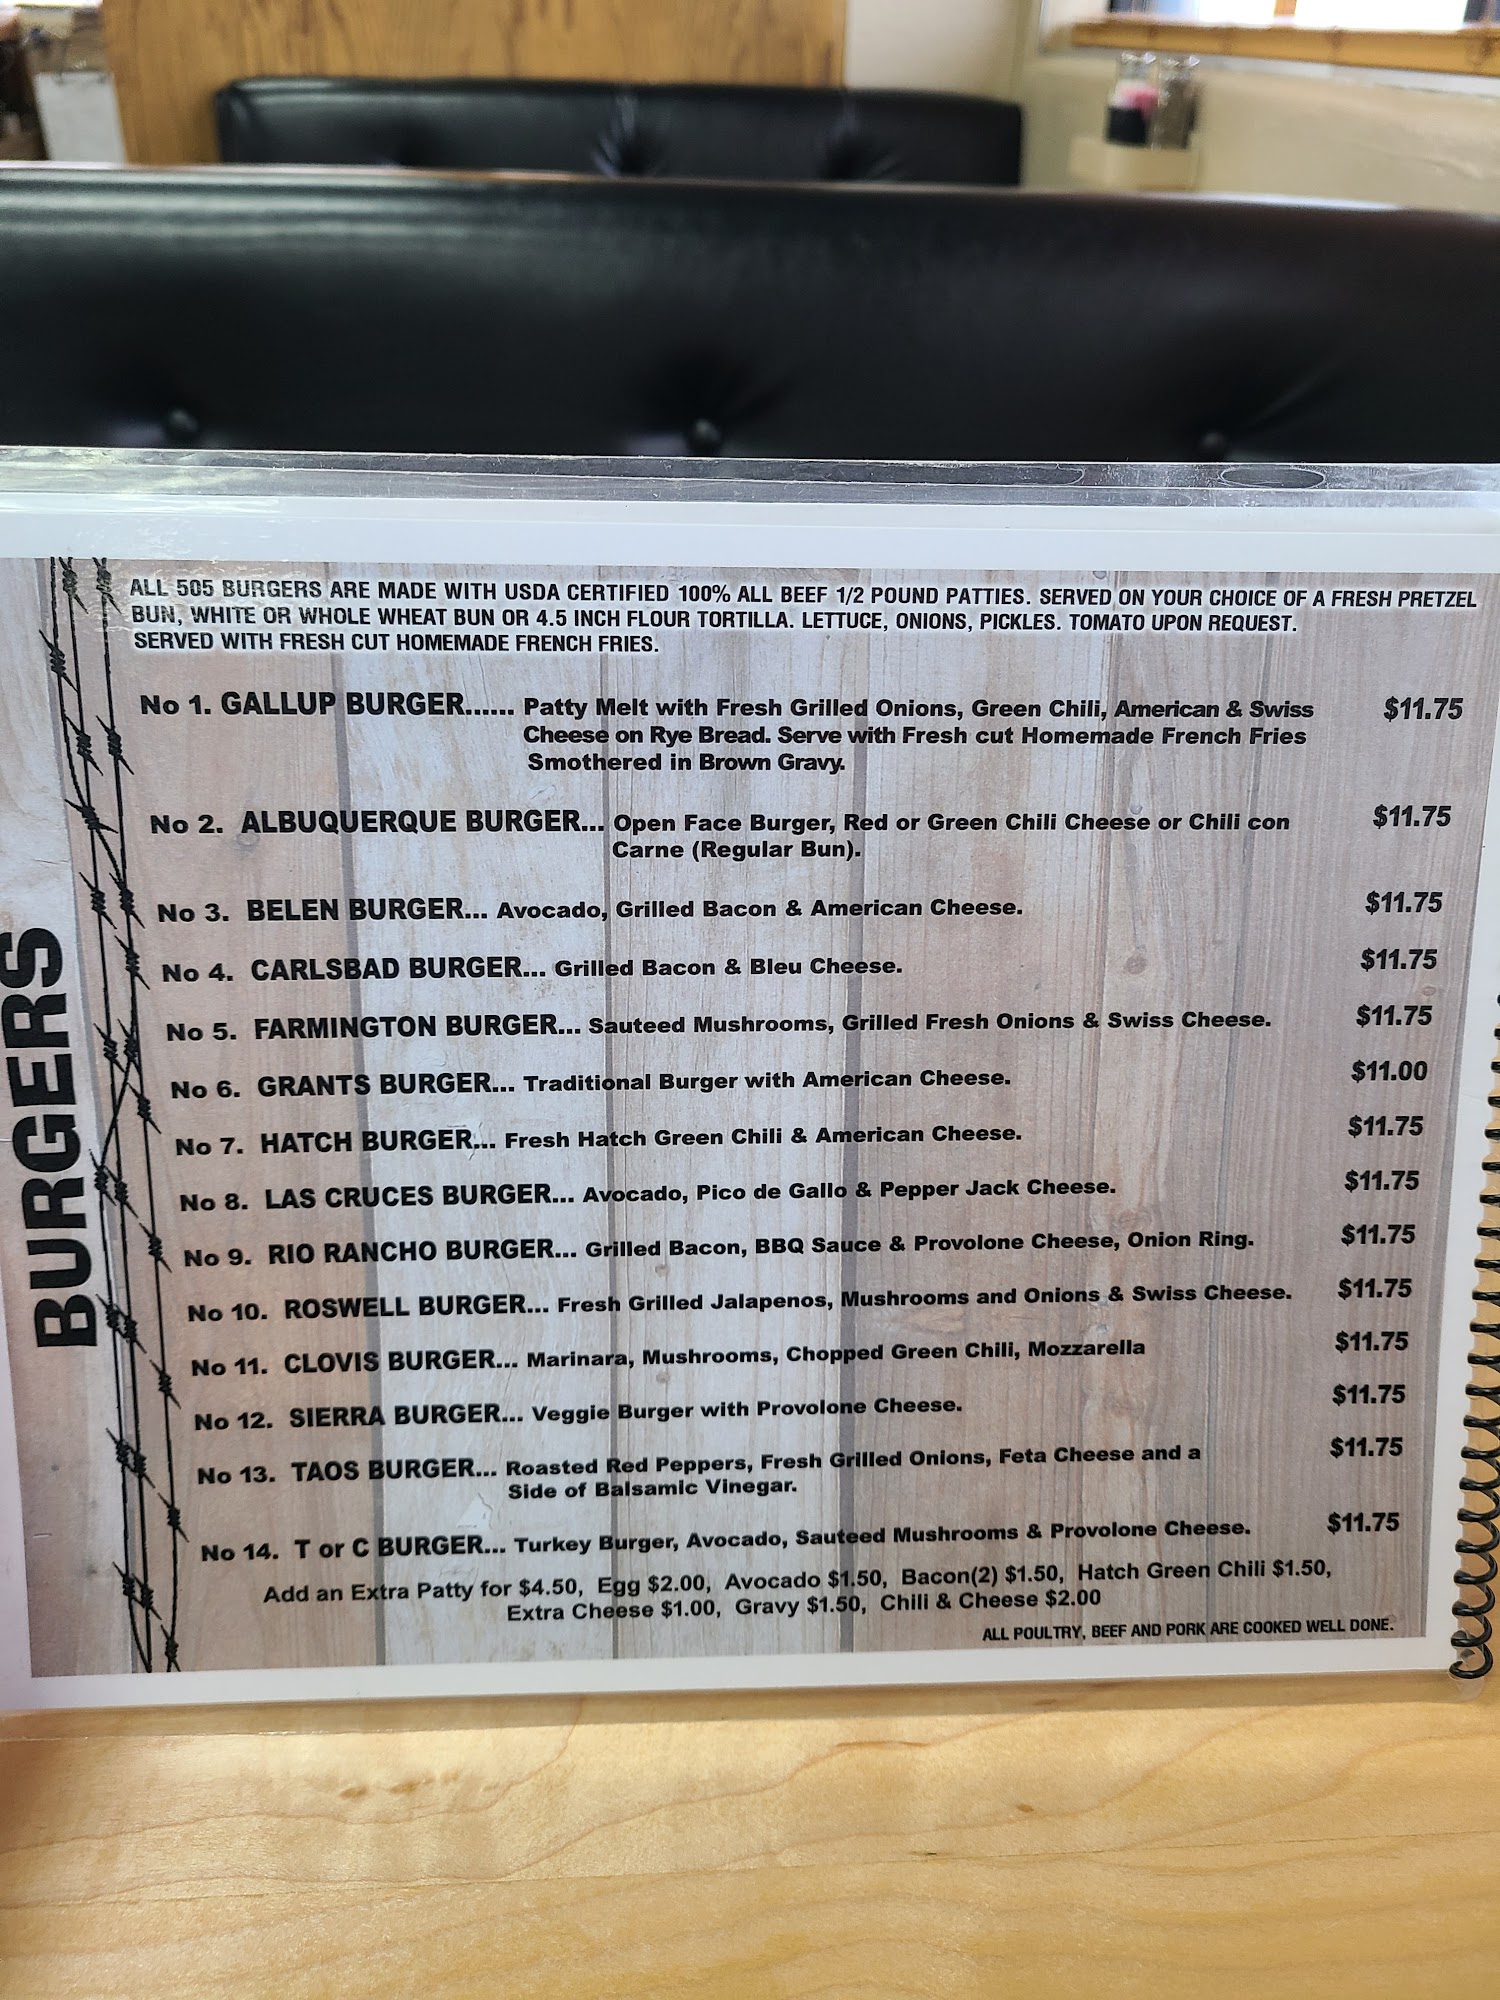 BURGERS
ALL 505 BURGERS ARE MADE WITH USDA CERTIFIED 100% ALL BEEF 1/2 POUND PATTIES. SERVED ON YOUR CHOICE OF A FRESH PRETZEL
BUN, WHITE OR WHOLE WHEAT BUN OR 4.5 INCH FLOUR TORTILLA. LETTUCE, ONIONS, PICKLES. TOMATO UPON REQUEST.
SERVED WITH FRESH CUT HOMEMADE FRENCH FRIES.
No 1. GALLUP BURGER...... Patty Melt with Fresh Grilled Onions, Green Chili, American & Swiss $11.75
Cheese on Rye Bread. Serve with Fresh cut Homemade French Fries
Smothered in Brown Gravy.
No 2. ALBUQUERQUE BURGER... Open Face Burger, Red or Green Chili Cheese or Chili con $11.75
Carne (Regular Bun).
No 3. BELEN BURGER... Avocado, Grilled Bacon & American Cheese. $11.75
No 4. CARLSBAD BURGER... Grilled Bacon & Bleu Cheese. $11.75
No 5. FARMINGTON BURGER... Sauteed Mushrooms, Grilled Fresh Onions & Swiss Cheese. $11.75
No 6. GRANTS BURGER... Traditional Burger with American Cheese. $11.00
No 7. HATCH BURGER... Fresh Hatch Green Chili & American Cheese. $11.75
No 8. LAS CRUCES BURGER... Avocado, Pico de Gallo & Pepper Jack Cheese. $11.75
No 9. RIO RANCHO BURGER... Grilled Bacon, BBQ Sauce & Provolone Cheese, Onion Ring. $11.75
No 10. ROSWELL BURGER... Fresh Grilled Jalapenos, Mushrooms and Onions & Swiss Cheese. $11.75
No 11. CLOVIS BURGER... Marinara, Mushrooms, Chopped Green Chili, Mozzarella $11.75
No 12. SIERRA BURGER... Veggie Burger with Provolone Cheese. $11.75
No 13. TAOS BURGER... Roasted Red Peppers, Fresh Grilled Onions, Feta Cheese and a $11.75
Side of Balsamic Vinegar.
No 14. T or C BURGER... Turkey Burger, Avocado, Sauteed Mushrooms & Provolone Cheese. $11.75
Add an Extra Patty for $4.50, Egg $2.00, Avocado $1.50, Bacon(2) $1.50, Hatch Green Chili $1.50,
Extra Cheese $1.00, Gravy $1.50, Chili & Cheese $2.00
ALL POULTRY, BEEF AND PORK ARE COOKED WELL DONE.